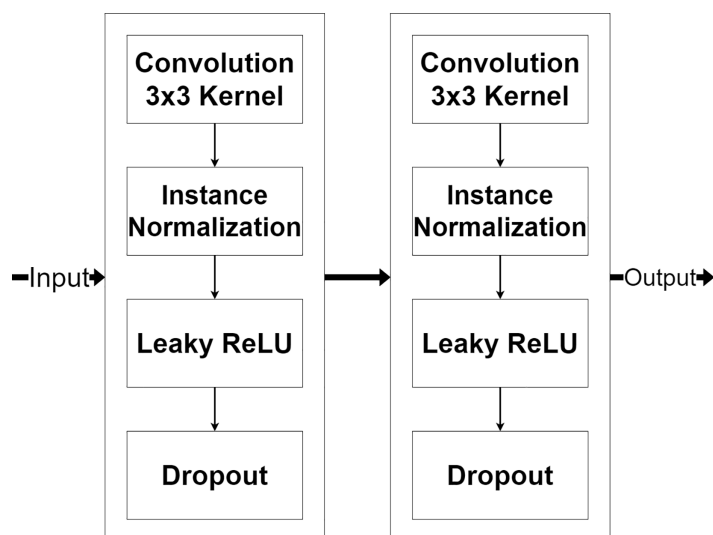 Input
Convolution
3x3 Kernel
Instance
Normalization
Leaky ReLU
Dropout
Convolution
3x3 Kernel
Instance
Normalization
Leaky ReLU
Dropout
Output